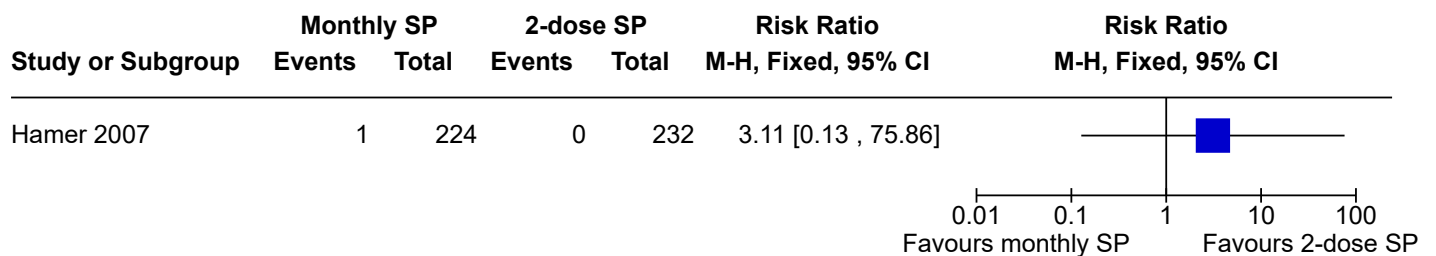 Monthly SP 2-dose SP Risk Ratio Risk Ratio
Study or Subgroup Events Total Events Total M-H, Fixed, 95% CI M-H, Fixed, 95% CI
Hamer 2007 1 224 0 232 3.11 [0.13 , 75.86]
0.01 0.1 1 10 100
Favours monthly SP Favours 2-dose SP